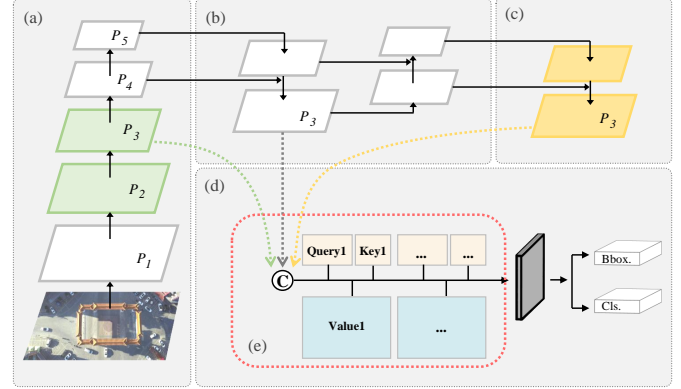 (a)
P5
P4
P3
P2
P1
(b)
P3
(c)
P3
(d)
Query1 Key1 ... ...
C
Value1 ...
(e)
Bbox.
Cls.